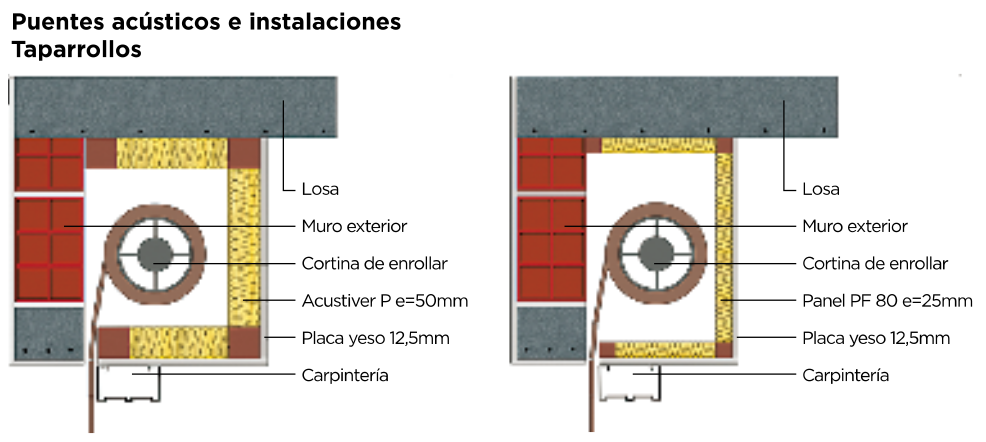 Puentes acústicos e instalaciones
Taparrollos
Losa
Muro exterior
Cortina de enrollar
Acustiver P e=50mm
Placa yeso 12,5mm
Carpintería
Losa
Muro exterior
Cortina de enrollar
Panel PF 80 e=25mm
Placa yeso 12,5mm
Carpintería